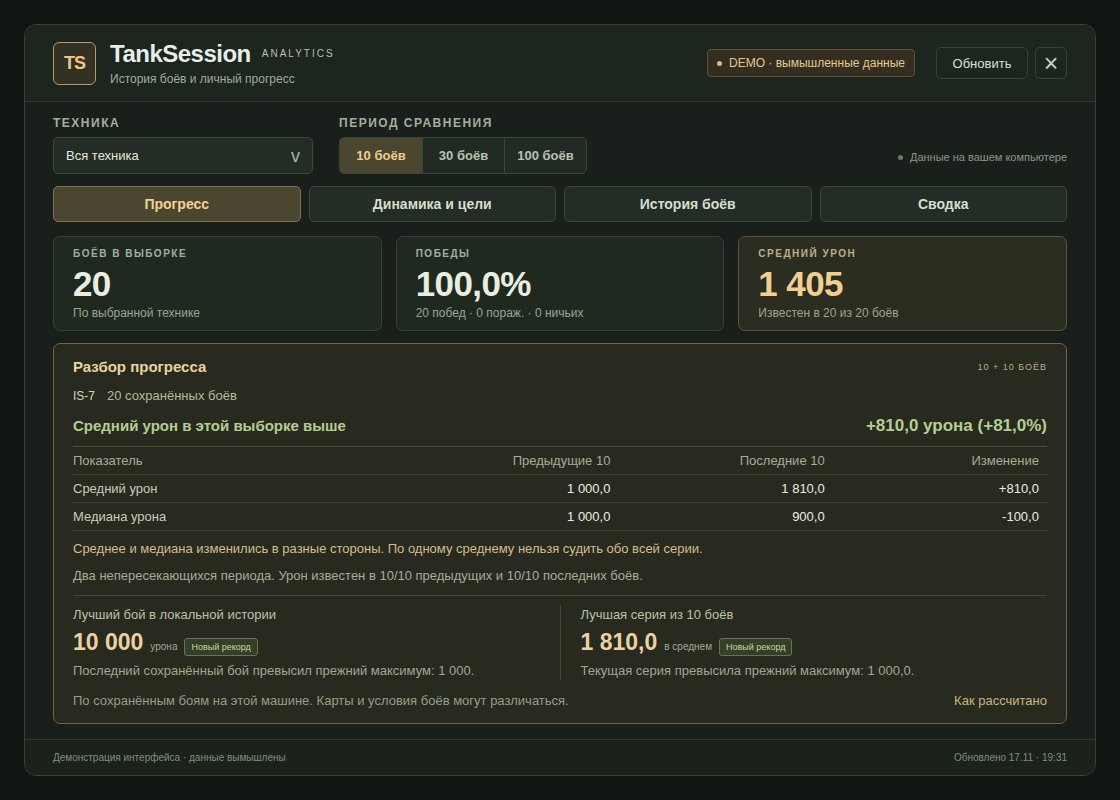 TS
TankSession ANALYTICS
История боёв и личный прогресс
DEMO · вымышленные данные
Обновить
✕
ТЕХНИКА
ПЕРИОД СРАВНЕНИЯ
Вся техника
10 боёв 30 боёв 100 боёв
Данные на вашем компьютере
Прогресс Динамика и цели История боёв Сводка
БОЁВ В ВЫБОРКЕ
20
По выбранной технике
ПОБЕДЫ
100,0%
20 побед · 0 пораж. · 0 ничьих
СРЕДНИЙ УРОН
1 405
Известен в 20 из 20 боёв
Разбор прогресса 10 + 10 БОЁВ
IS-7 20 сохранённых боёв
Средний урон в этой выборке выше +810,0 урона (+81,0%)
Показатель Предыдущие 10 Последние 10 Изменение
Средний урон 1 000,0 1 810,0 +810,0
Медиана урона 1 000,0 900,0 -100,0
Среднее и медиана изменились в разные стороны. По одному среднему нельзя судить обо всей серии.
Два непересекающихся периода. Урон известен в 10/10 предыдущих и 10/10 последних боёв.
Лучший бой в локальной истории
10 000 урона Новый рекорд
Последний сохранённый бой превысил прежний максимум: 1 000.
Лучшая серия из 10 боёв
1 810,0 в среднем Новый рекорд
Текущая серия превысила прежний максимум: 1 000,0.
По сохранённым боям на этой машине. Карты и условия боёв могут различаться. Как рассчитано
Демонстрация интерфейса · данные вымышлены Обновлено 17.11 · 19:31